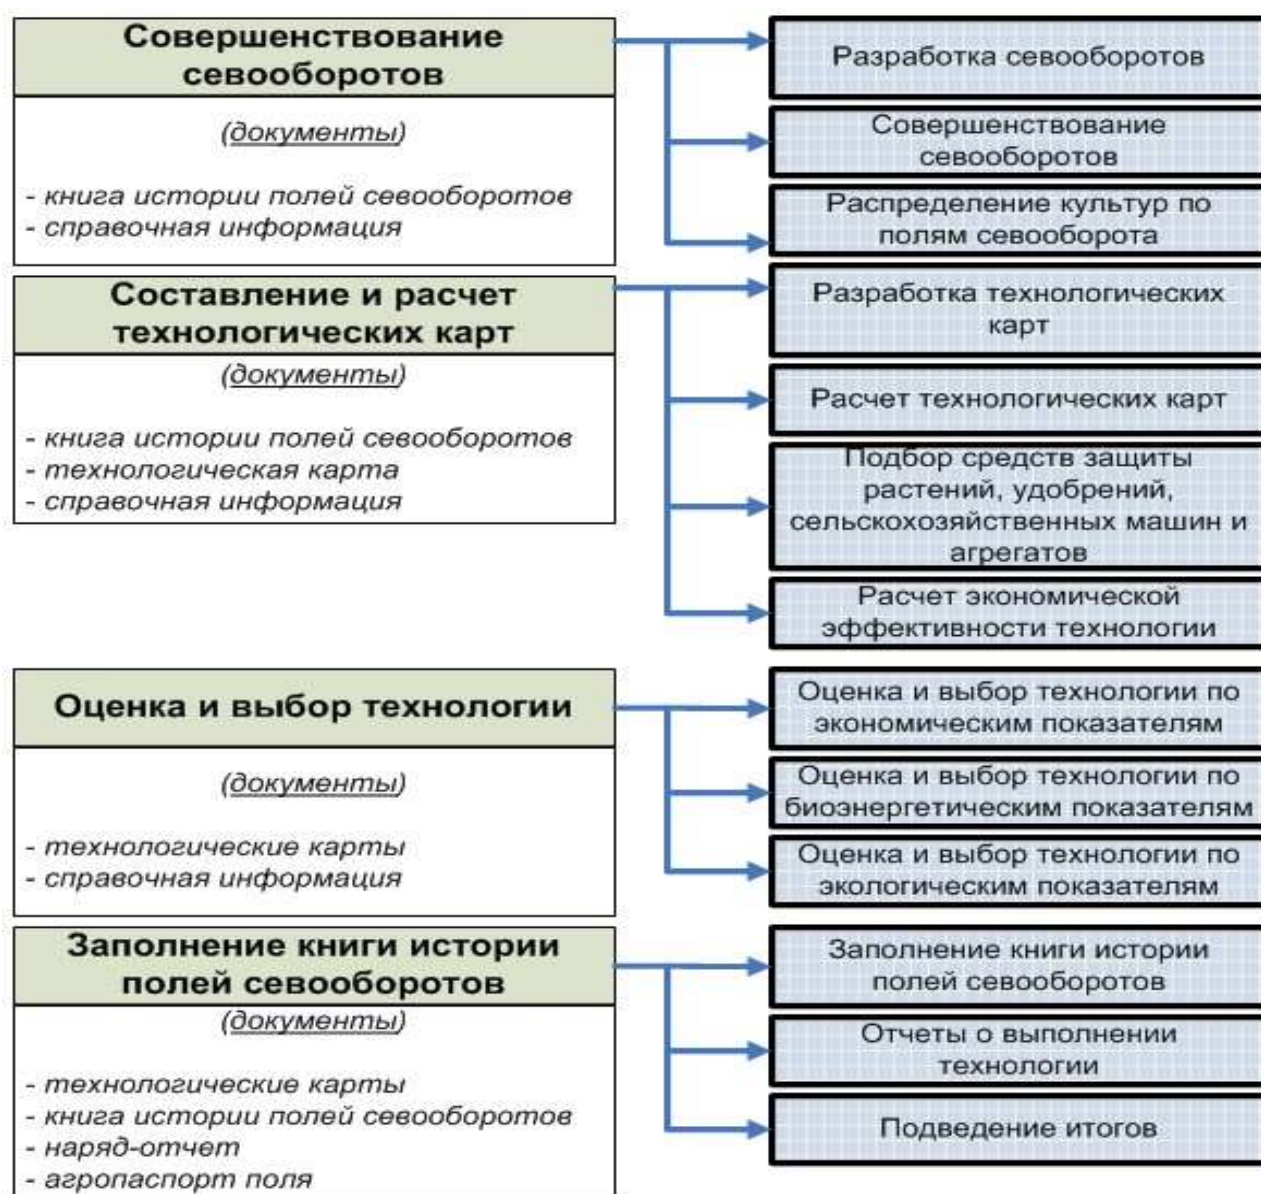 Совершенствование
севооборотов
(документы)
- книга истории полей севооборотов
- справочная информация
Разработка севооборотов
Совершенствование
севооборотов
Распределение культур по
полям севооборота
Составление и расчет
технологических карт
(документы)
- книга истории полей севооборотов
- технологическая карта
- справочная информация
Разработка технологических
карт
Расчет технологических карт
Подбор средств защиты
растений, удобрений,
сельскохозяйственных машин и
агрегатов
Расчет экономической
эффективности технологии
Оценка и выбор технологии
(документы)
- технологические карты
- справочная информация
Оценка и выбор технологии по
экономическим показателям
Оценка и выбор технологии по
биоэнергетическим показателям
Оценка и выбор технологии по
экологическим показателям
Заполнение книги истории
полей севооборотов
(документы)
- технологические карты
- книга истории полей севооборотов
- наряд-отчет
- агропаспорт поля
Заполнение книги истории
полей севооборотов
Отчеты о выполнении
технологии
Подведение итогов